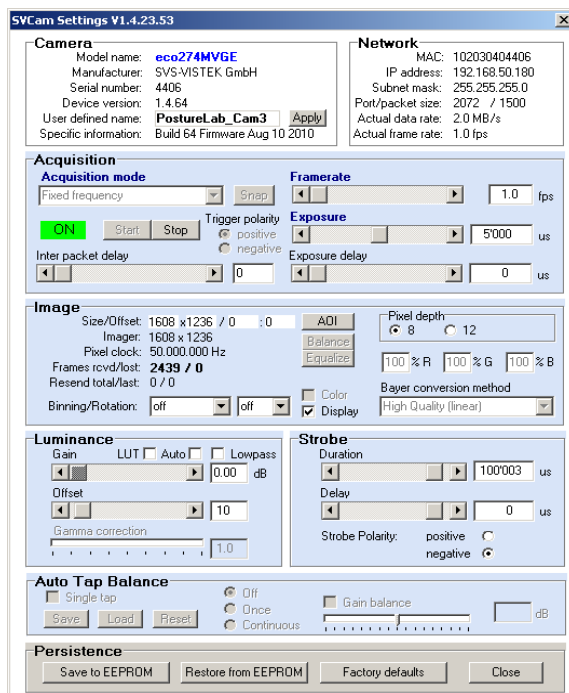 SVCam Settings V1.4.23.53
Camera
Model name: eco274MVGE
Manufacturer: SVS-VISTEK GmbH
Serial number: 4406
Device version: 1.4.64
User defined name: PostureLab_Cam3 Apply
Specific information: Build 64 Firmware Aug 10 2010
Network
MAC: 102030404406
IP address: 192.168.50.180
Subnet mask: 255.255.255.0
Port/packet size: 2072 / 1500
Actual data rate: 2.0 MB/s
Actual frame rate: 1.0 fps
Acquisition
Acquisition mode
Fixed frequency Snap
ON Start Stop
Trigger polarity
positive
negative
Inter packet delay
0
Framerate
1.0 fps
Exposure
5'000 us
Exposure delay
0 us
Image
Size/Offset: 1608 x1236 / 0 : 0 AOI
Imager: 1608 x 1236
Pixel clock: 50.000.000 Hz
Frames rcvd/lost: 2439 / 0
Resend total/last: 0 / 0
Binning/Rotation: off off
Balance
Equalize
Color
Display
Pixel depth
8 12
100 % R 100 % G 100 % B
Bayer conversion method
High Quality (linear)
Luminance
Gain LUT Auto Lowpass
0.00 dB
Offset
10
Gamma correction
1.0
Strobe
Duration
100'003 us
Delay
0 us
Strobe Polarity: positive
negative
Auto Tap Balance
Single tap
Save Load Reset
Off
Once
Continuous
Gain balance
dB
Persistence
Save to EEPROM Restore from EEPROM Factory defaults Close